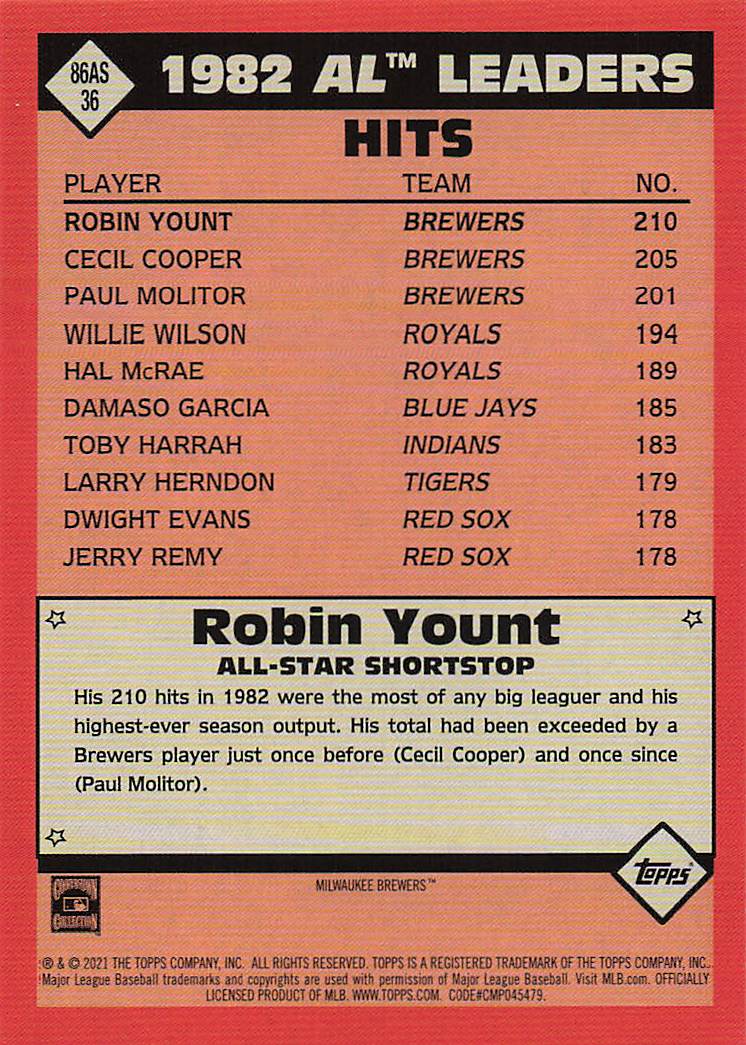 86AS
36
1982 AL™ LEADERS
HITS
PLAYER TEAM NO.
ROBIN YOUNT BREWERS 210
CECIL COOPER BREWERS 205
PAUL MOLITOR BREWERS 201
WILLIE WILSON ROYALS 194
HAL McRAE ROYALS 189
DAMASO GARCIA BLUE JAYS 185
TOBY HARRAH INDIANS 183
LARRY HERNDON TIGERS 179
DWIGHT EVANS RED SOX 178
JERRY REMY RED SOX 178
Robin Yount
ALL-STAR SHORTSTOP
His 210 hits in 1982 were the most of any big leaguer and his
highest-ever season output. His total had been exceeded by a
Brewers player just once before (Cecil Cooper) and once since
(Paul Molitor).
topps®
COOPERSTOWN
COLLECTION
MILWAUKEE BREWERS™
® & © 2021 THE TOPPS COMPANY, INC. ALL RIGHTS RESERVED. TOPPS IS A REGISTERED TRADEMARK OF THE TOPPS COMPANY, INC.
Major League Baseball trademarks and copyrights are used with permission of Major League Baseball. Visit MLB.com. OFFICIALLY
LICENSED PRODUCT OF MLB. WWW.TOPPS.COM. CODE#CMP045479.